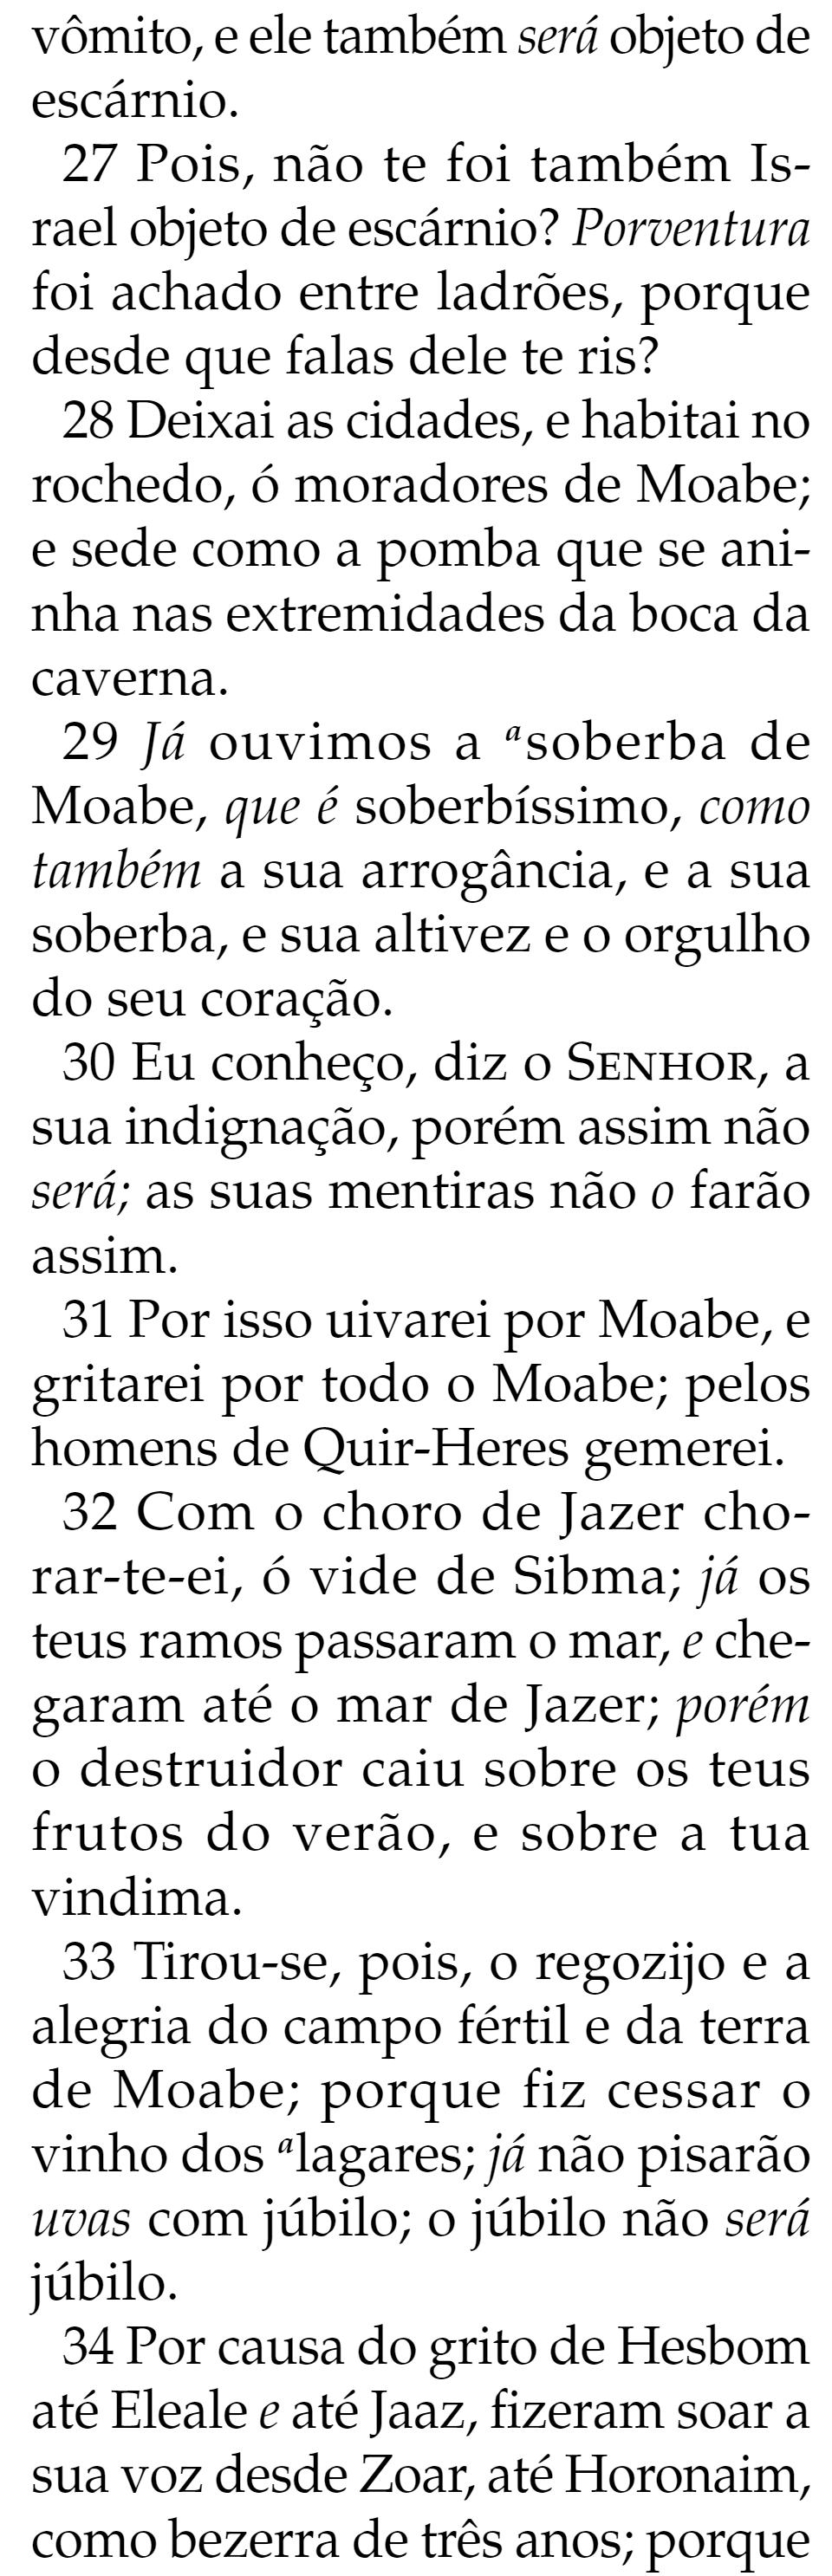 vômito, e ele também será objeto de
escárnio.
27 Pois, não te foi também Is-
rael objeto de escárnio? Porventura
foi achado entre ladrões, porque
desde que falas dele te ris?
28 Deixai as cidades, e habitai no
rochedo, ó moradores de Moabe;
e sede como a pomba que se ani-
nha nas extremidades da boca da
caverna.
29 Já ouvimos a ᵃsoberba de
Moabe, que é soberbíssimo, como
também a sua arrogância, e a sua
soberba, e sua altivez e o orgulho
do seu coração.
30 Eu conheço, diz o SENHOR, a
sua indignação, porém assim não
será; as suas mentiras não o farão
assim.
31 Por isso uivarei por Moabe, e
gritarei por todo o Moabe; pelos
homens de Quir-Heres gemerei.
32 Com o choro de Jazer cho-
rar-te-ei, ó vide de Sibma; já os
teus ramos passaram o mar, e che-
garam até o mar de Jazer; porém
o destruidor caiu sobre os teus
frutos do verão, e sobre a tua
vindima.
33 Tirou-se, pois, o regozijo e a
alegria do campo fértil e da terra
de Moabe; porque fiz cessar o
vinho dos ᵃlagares; já não pisarão
uvas com júbilo; o júbilo não será
júbilo.
34 Por causa do grito de Hesbom
até Eleale e até Jaaz, fizeram soar a
sua voz desde Zoar, até Horonaim,
como bezerra de três anos; porque